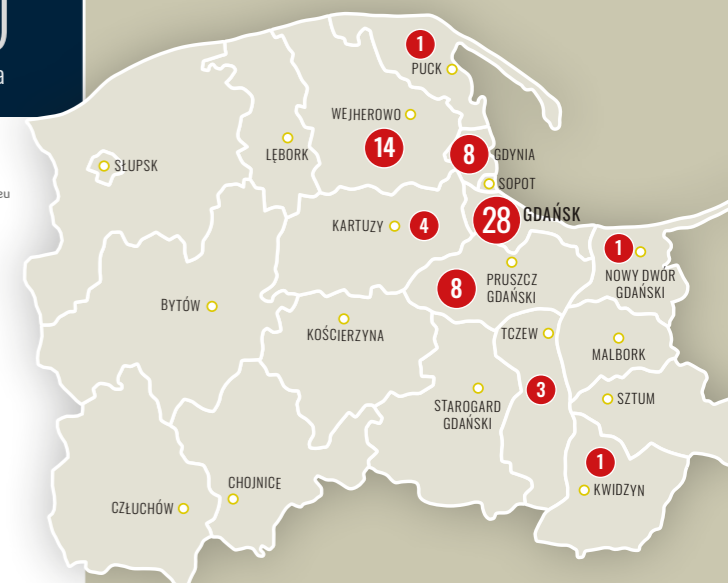 a
eu
1
PUCK
WEJHEROWO
14
LĘBORK
8
GDYNIA
SŁUPSK
SOPOT
28
GDAŃSK
KARTUZY
4
1
NOWY DWÓR
GDAŃSKI
8
PRUSZCZ
GDAŃSKI
BYTÓW
KOŚCIERZYNA
TCZEW
MALBORK
3
SZTUM
STAROGARD
GDAŃSKI
1
KWIDZYN
CHOJNICE
CZŁUCHÓW